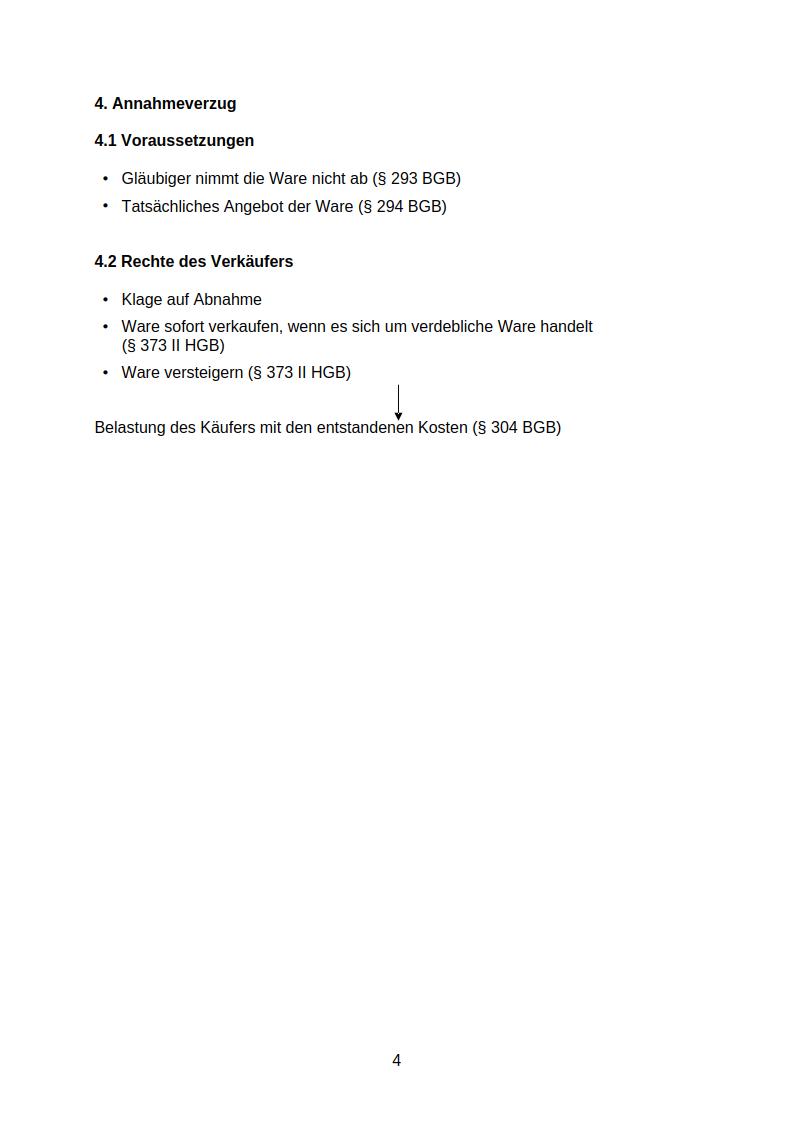 4. Annahmeverzug
4.1 Voraussetzungen
• Gläubiger nimmt die Ware nicht ab (§ 293 BGB)
• Tatsächliches Angebot der Ware (§ 294 BGB)
4.2 Rechte des Verkäufers
• Klage auf Abnahme
• Ware sofort verkaufen, wenn es sich um verdebliche Ware handelt
(§ 373 II HGB)
• Ware versteigern (§ 373 II HGB)
Belastung des Käufers mit den entstandenen Kosten (§ 304 BGB)
4